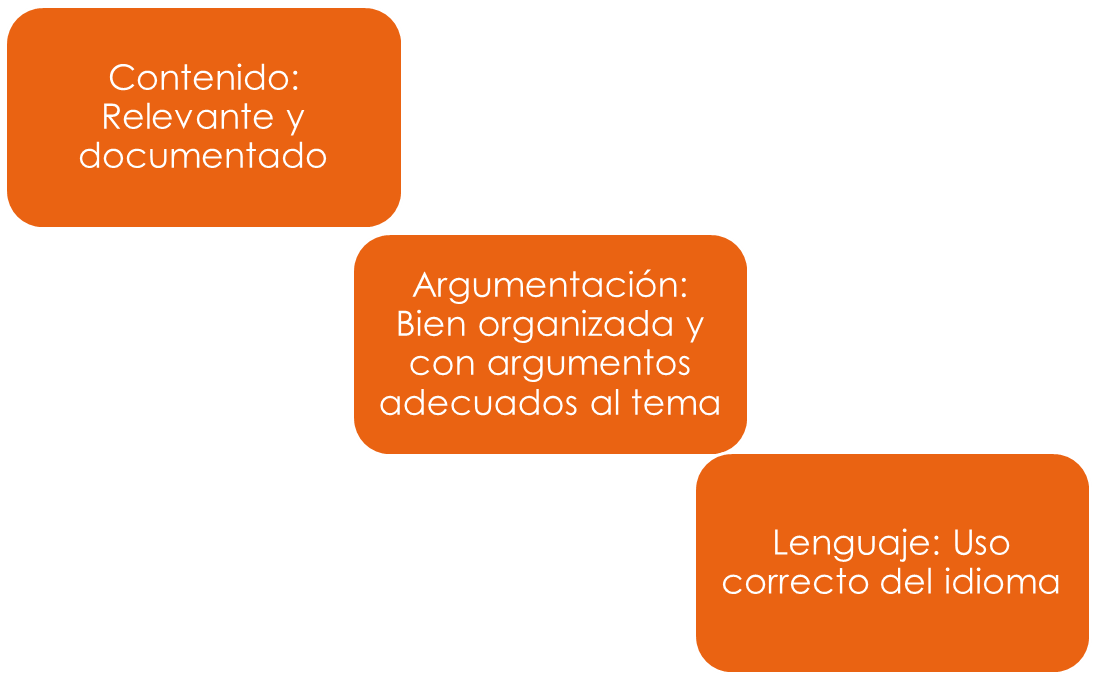 Contenido:
Relevante y
documentado
Argumentación:
Bien organizada y
con argumentos
adecuados al tema
Lenguaje: Uso
correcto del idioma